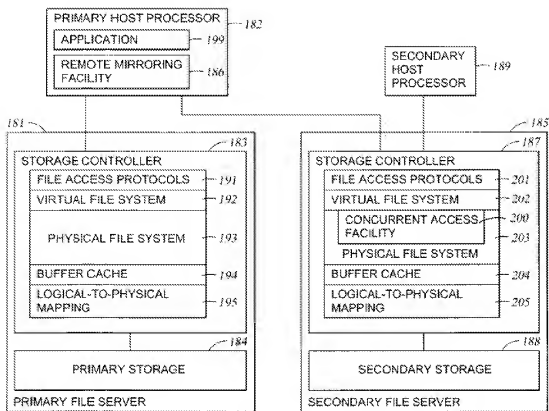 PRIMARY HOST PROCESSOR
182
APPLICATION
199
REMOTE MIRRORING
FACILITY
186
SECONDARY
HOST
PROCESSOR
189
181
183
STORAGE CONTROLLER
FILE ACCESS PROTOCOLS
191
VIRTUAL FILE SYSTEM
192
PHYSICAL FILE SYSTEM
193
BUFFER CACHE
194
LOGICAL-TO-PHYSICAL
MAPPING
195
184
PRIMARY STORAGE
PRIMARY FILE SERVER
185
187
STORAGE CONTROLLER
FILE ACCESS PROTOCOLS
201
VIRTUAL FILE SYSTEM
202
CONCURRENT ACCESS
FACILITY
200
203
PHYSICAL FILE SYSTEM
BUFFER CACHE
204
LOGICAL-TO-PHYSICAL
MAPPING
205
188
SECONDARY STORAGE
SECONDARY FILE SERVER